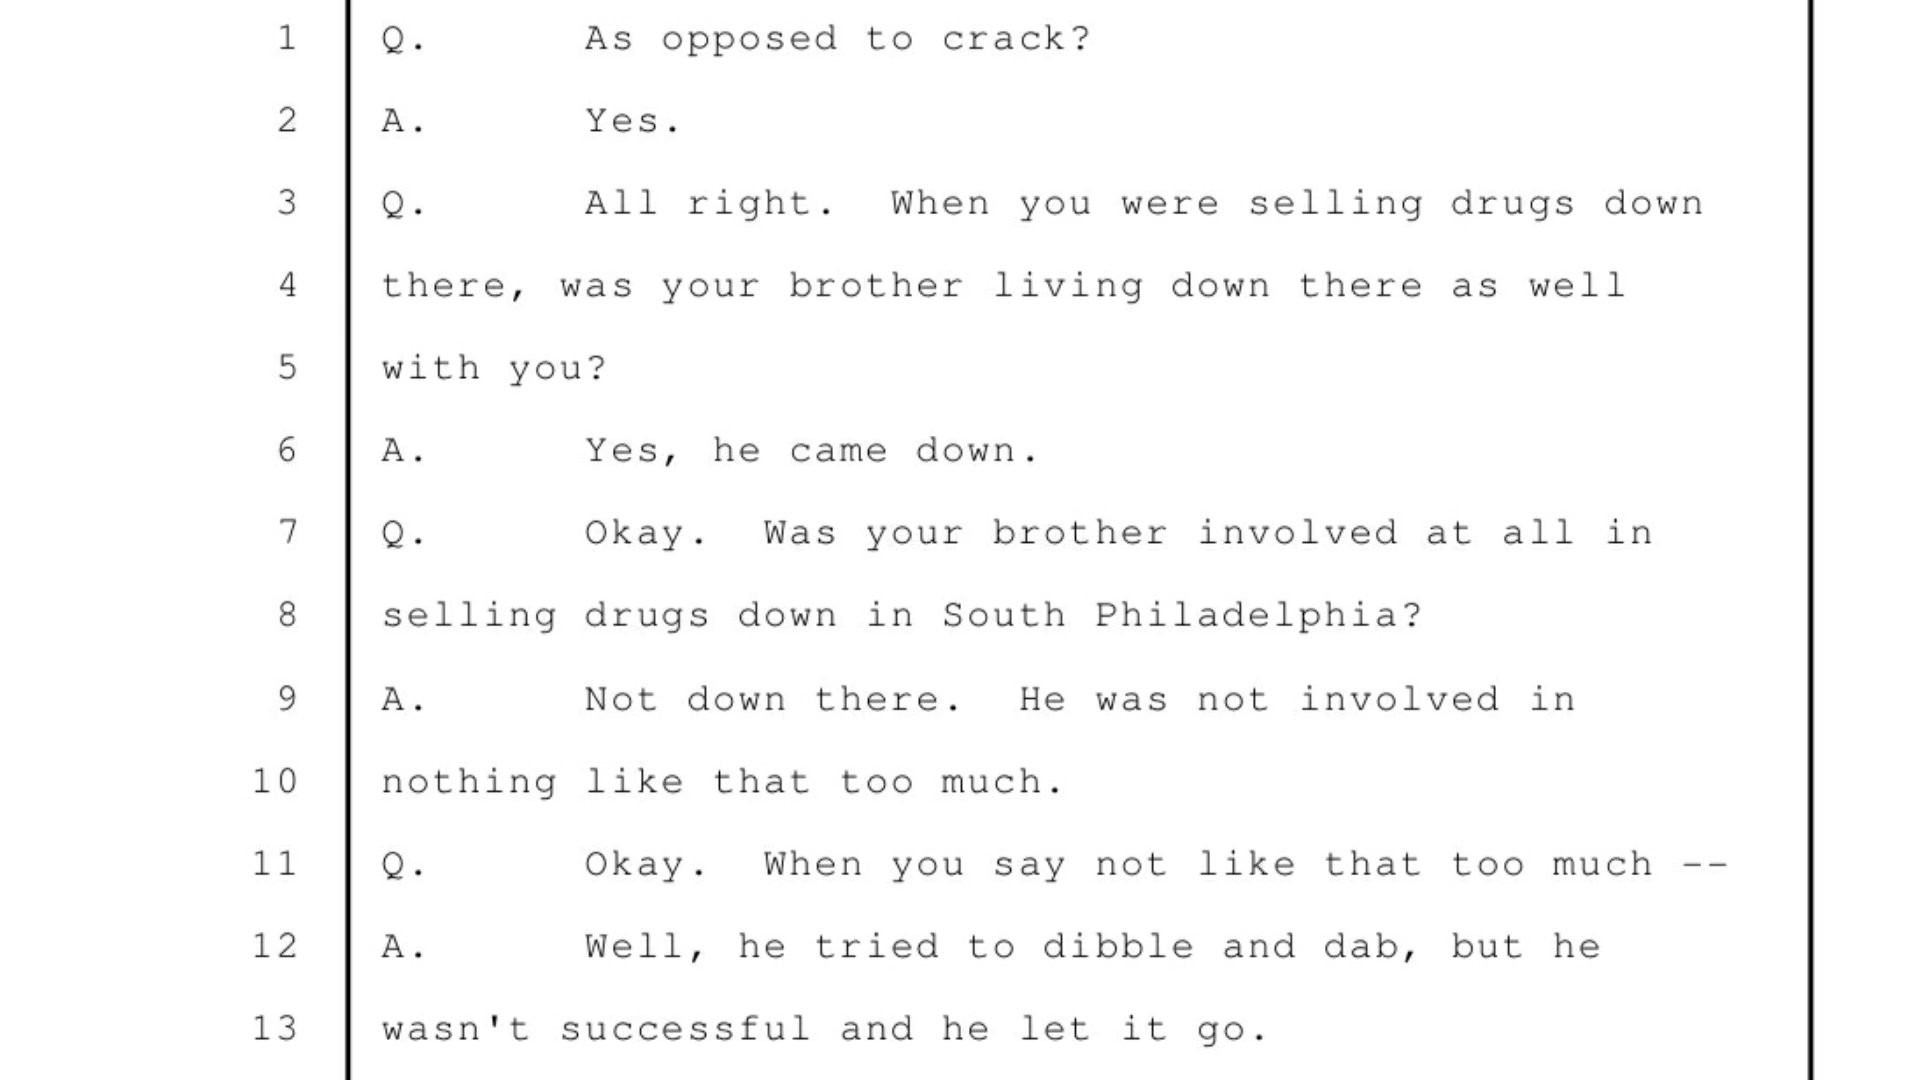 1 Q. As opposed to crack?
2 A. Yes.
3 Q. All right. When you were selling drugs down
4 there, was your brother living down there as well
5 with you?
6 A. Yes, he came down.
7 Q. Okay. Was your brother involved at all in
8 selling drugs down in South Philadelphia?
9 A. Not down there. He was not involved in
10 nothing like that too much.
11 Q. Okay. When you say not like that too much --
12 A. Well, he tried to dibble and dab, but he
13 wasn't successful and he let it go.